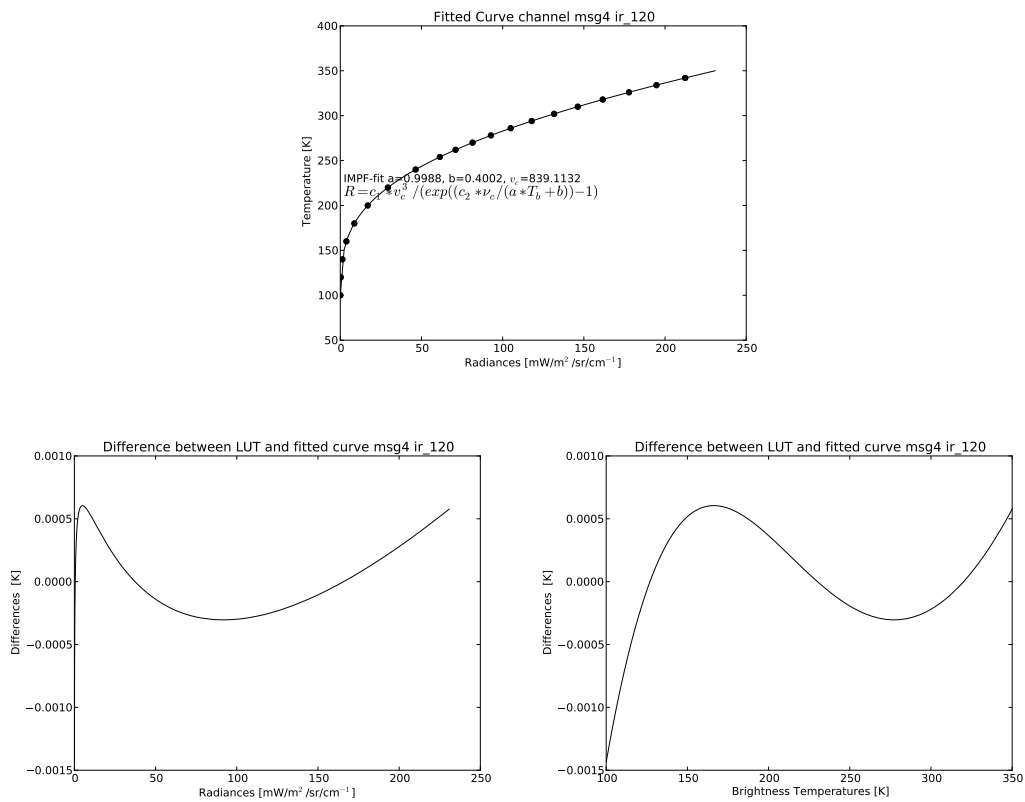 Fitted Curve channel msg4 ir_120
400
350
300
250
200
150
100
50
Temperature [K]
IMPF-fit a=0.9988, b=0.4002, v_c=839.1132
R=c_1*v_c^3/(exp((c_2*ν_c/(a*T_b+b))−1)
0 50 100 150 200 250
Radiances [mW/m² /sr/cm⁻¹]
Difference between LUT and fitted curve msg4 ir_120
0.0010
0.0005
0.0000
−0.0005
−0.0010
−0.0015
Differences [K]
0 50 100 150 200 250
Radiances [mW/m² /sr/cm⁻¹]
Difference between LUT and fitted curve msg4 ir_120
0.0010
0.0005
0.0000
−0.0005
−0.0010
−0.0015
Differences [K]
100 150 200 250 300 350
Brightness Temperatures [K]